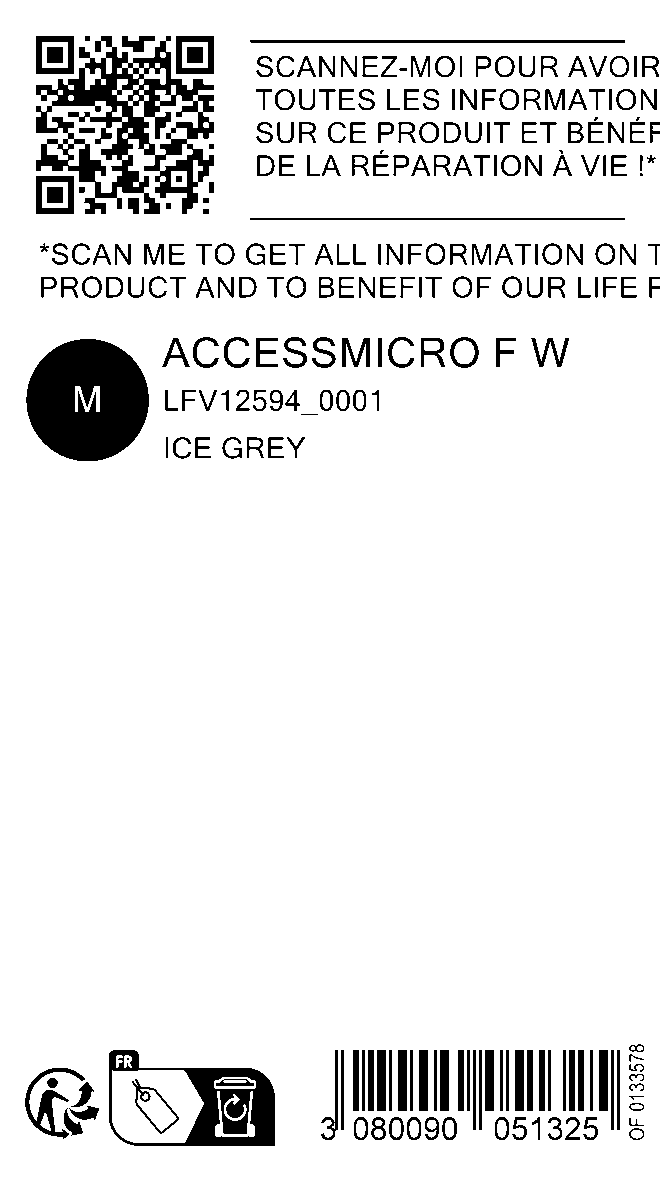 SCANNEZ-MOI POUR AVOIR
TOUTES LES INFORMATION
SUR CE PRODUIT ET BÉNÉF
DE LA RÉPARATION À VIE !*
*SCAN ME TO GET ALL INFORMATION ON T
PRODUCT AND TO BENEFIT OF OUR LIFE R
M
ACCESSMICRO F W
LFV12594_0001
ICE GREY
FR
3 080090 051325
OF 0133578